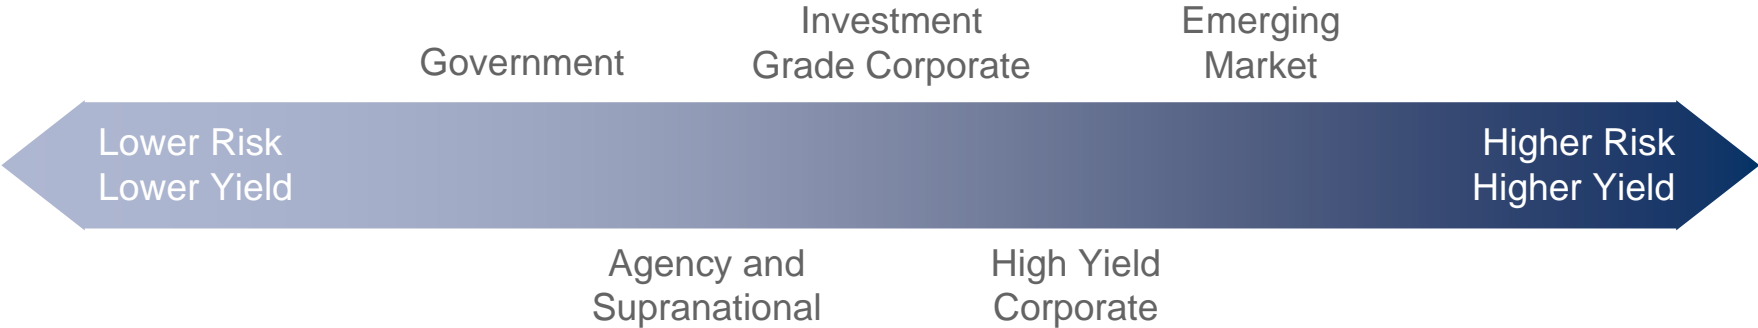 Government
Investment
Grade Corporate
Emerging
Market
Lower Risk
Lower Yield
Higher Risk
Higher Yield
Agency and
Supranational
High Yield
Corporate